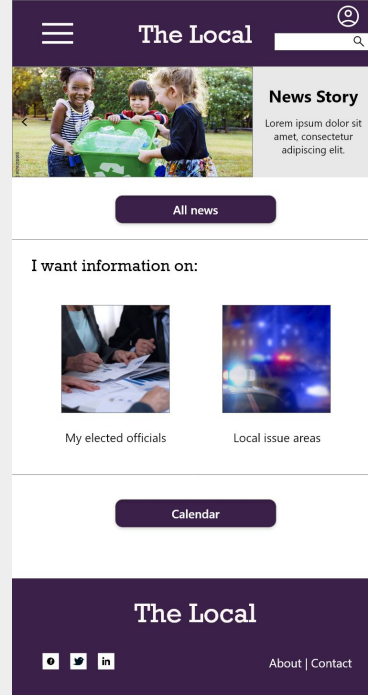 The Local
News Story
Lorem ipsum dolor sit
amet, consectetur
adipiscing elit.
All news
I want information on:
My elected officials
Local issue areas
Calendar
The Local
in
About | Contact